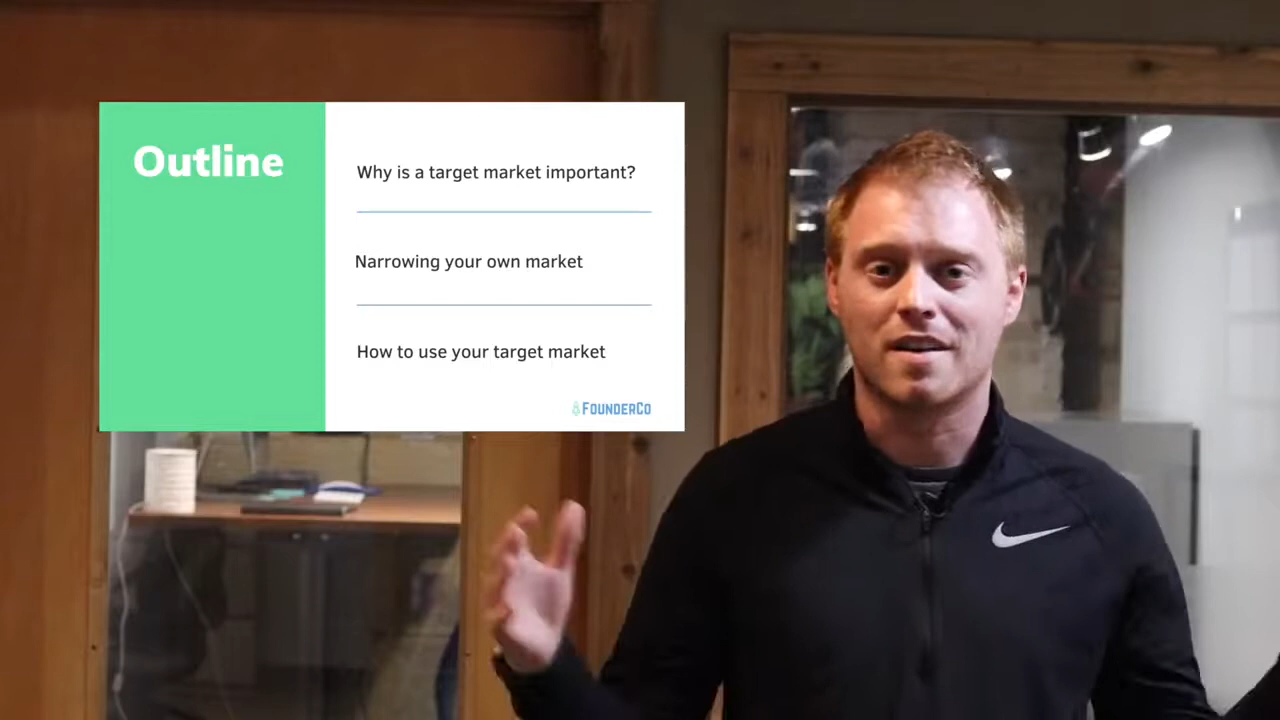 Outline
Why is a target market important?
Narrowing your own market
How to use your target market
FOUNDERCO